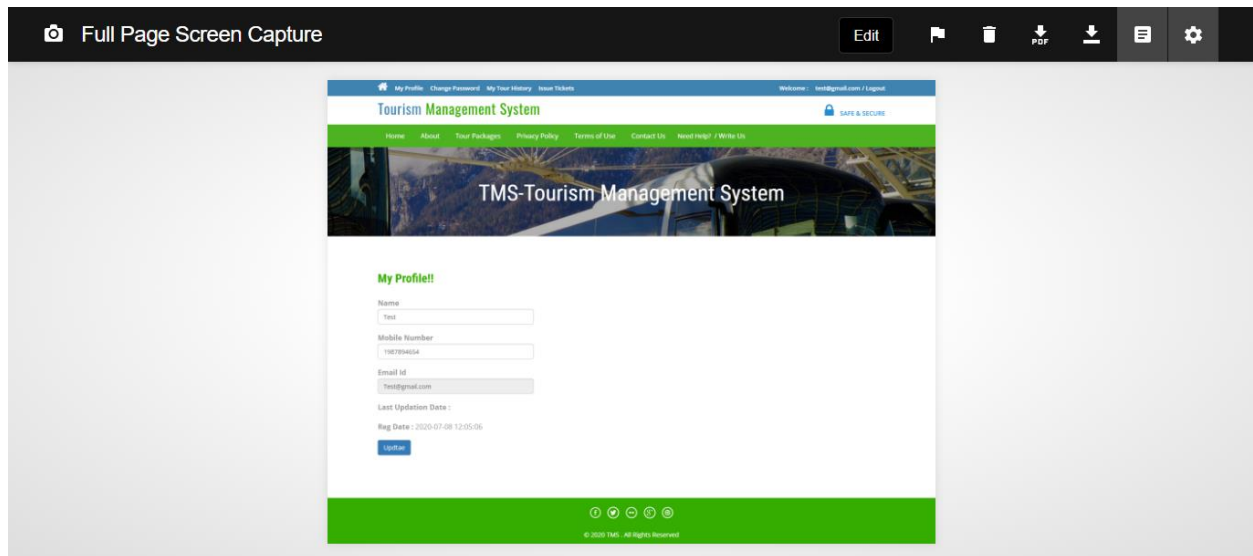 Full Page Screen Capture Edit PDF
My Profile Change Password My Tour History Issue Tickets Welcome : test@gmail.com / Logout
Tourism Management System SAFE & SECURE
Home About Tour Packages Privacy Policy Terms of Use Contact Us Need Help? / Write Us
TMS-Tourism Management System
My Profile!!
Name
Test
Mobile Number
1987894654
Email Id
Test@gmail.com
Last Updation Date :
Reg Date : 2020-07-08 12:05:06
Updtae
© 2020 TMS . All Rights Reserved